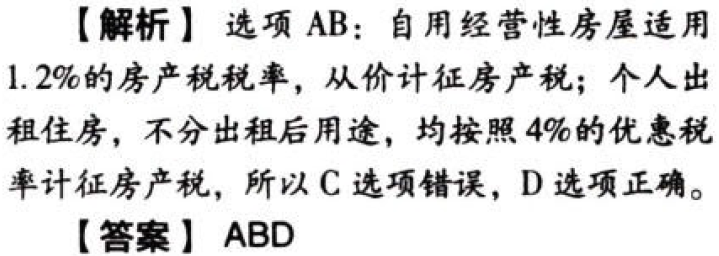 【解析】 选项 AB：自用经营性房屋适用
1.2%的房产税税率，从价计征房产税；个人出
租住房，不分出租后用途，均按照 4%的优惠税
率计征房产税，所以 C 选项错误，D 选项正确。
【答案】 ABD